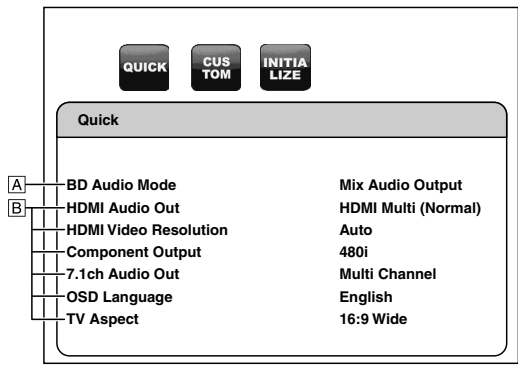 QUICK
CUS
TOM
INITIA
LIZE
Quick
A
BD Audio Mode Mix Audio Output
B
HDMI Audio Out HDMI Multi (Normal)
HDMI Video Resolution Auto
Component Output 480i
7.1ch Audio Out Multi Channel
OSD Language English
TV Aspect 16:9 Wide